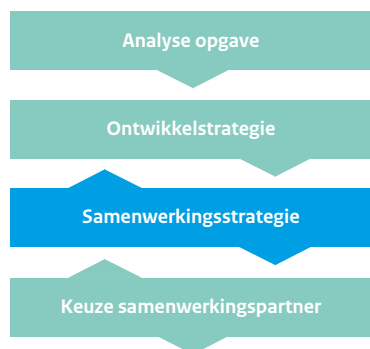 Analyse opgave
Ontwikkelstrategie
Samenwerkingsstrategie
Keuze samenwerkingspartner